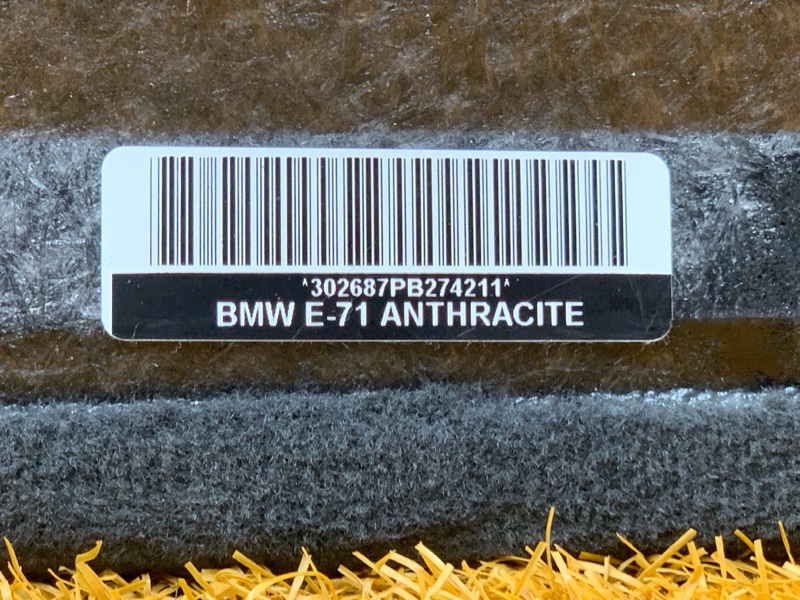 *302687PB274211*
BMW E-71 ANTHRACITE